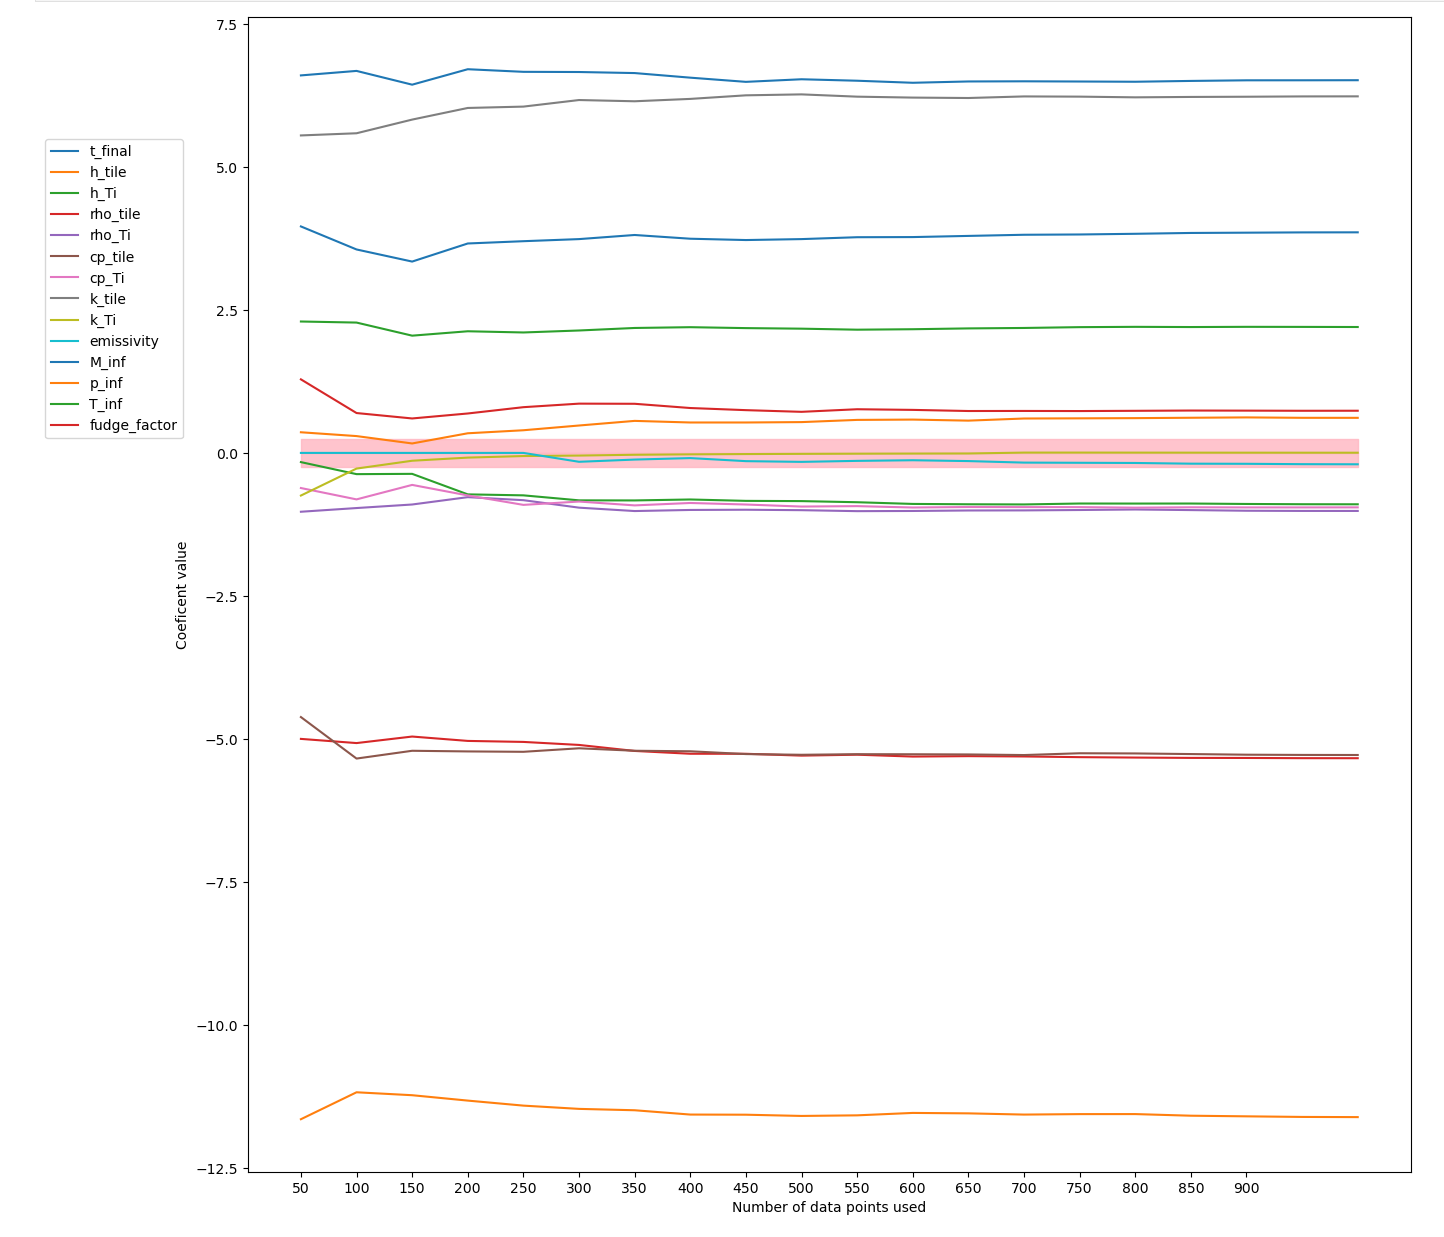 7.5
5.0
2.5
0.0
−2.5
−5.0
−7.5
−10.0
−12.5
Coeficent value
t_final
h_tile
h_Ti
rho_tile
rho_Ti
cp_tile
cp_Ti
k_tile
k_Ti
emissivity
M_inf
p_inf
T_inf
fudge_factor
50 100 150 200 250 300 350 400 450 500 550 600 650 700 750 800 850 900
Number of data points used